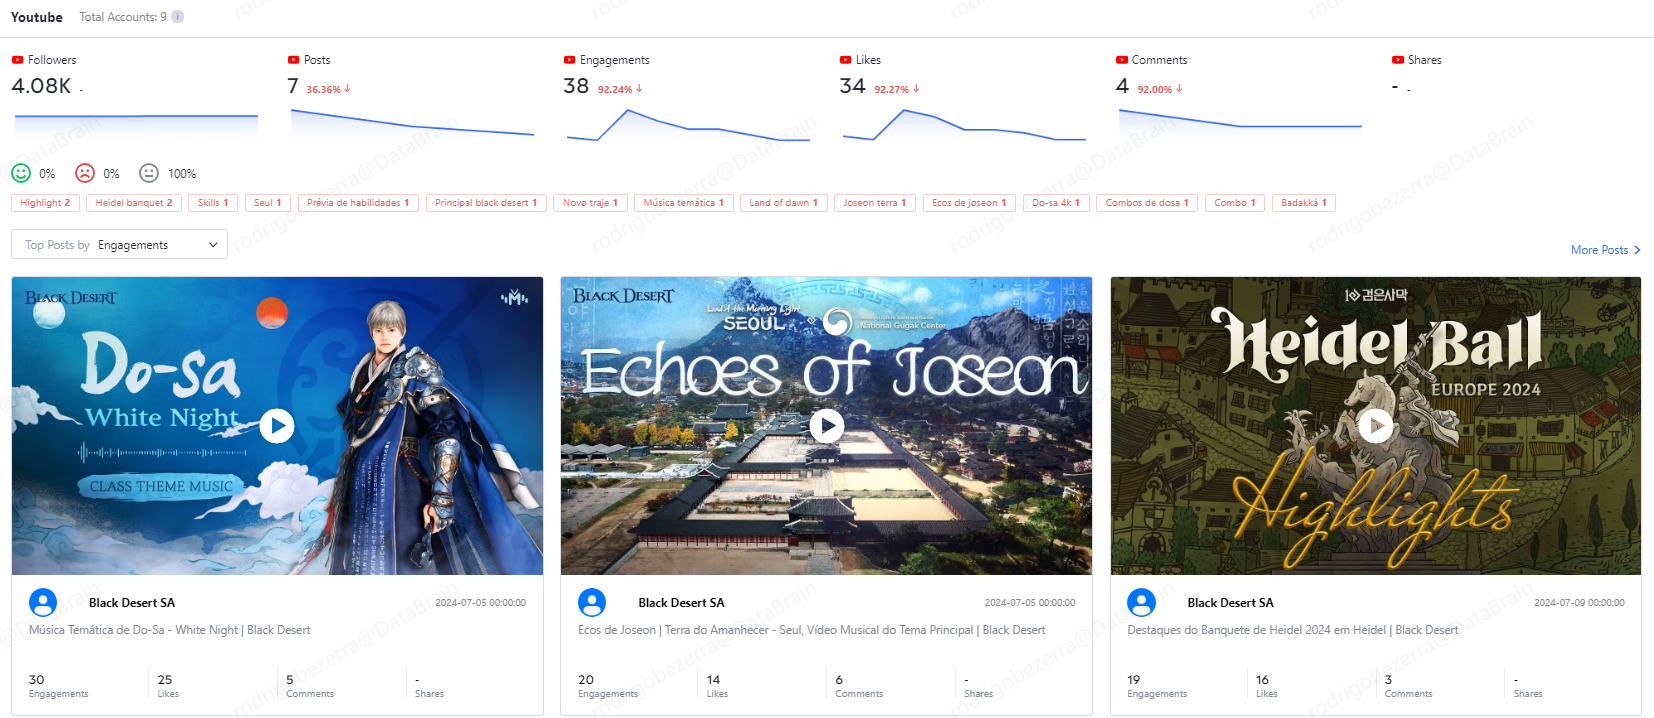 Youtube Total Accounts: 9
Followers Posts Engagements Likes Comments Shares
4.08K - 7 36.36% ↓ 38 92.24% ↓ 34 92.27% ↓ 4 92.00% ↓ - -
0% 0% 100%
Highlight 2 Heidel banquet 2 Skills 1 Seul 1 Prévia de habilidades 1 Principal black desert 1 Novo traje 1 Música temática 1 Land of dawn 1 Joseon terra 1 Ecos de joseon 1 Do-sa 4k 1 Combos de dosa 1 Combo 1 Badakká 1
Top Posts by Engagements
More Posts
BLACK DESERT
Do-sa
White Night
CLASS THEME MUSIC
Black Desert SA 2024-07-05 00:00:00
Música Temática de Do-Sa - White Night | Black Desert
30 25 5 -
Engagements Likes Comments Shares
BLACK DESERT
Land of the Morning Light
SEOUL
National Gugak Center
Echoes of Joseon
Black Desert SA 2024-07-05 00:00:00
Ecos de Joseon | Terra do Amanhecer - Seul, Vídeo Musical do Tema Principal | Black Desert
20 14 6 -
Engagements Likes Comments Shares
검은사막
Heidel Ball
EUROPE 2024
Highlights
Black Desert SA 2024-07-09 00:00:00
Destaques do Banquete de Heidel 2024 em Heidel | Black Desert
19 16 3 -
Engagements Likes Comments Shares
rodrigobezerra@DataBrain